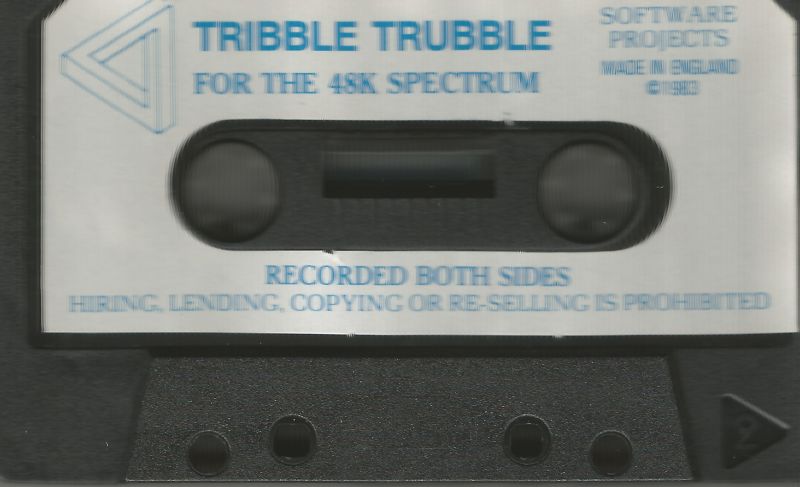 TRIBBLE TRUBBLE
FOR THE 48K SPECTRUM
SOFTWARE
PROJECTS
MADE IN ENGLAND
©1983
RECORDED BOTH SIDES
HIRING, LENDING, COPYING OR RE-SELLING IS PROHIBITED
2